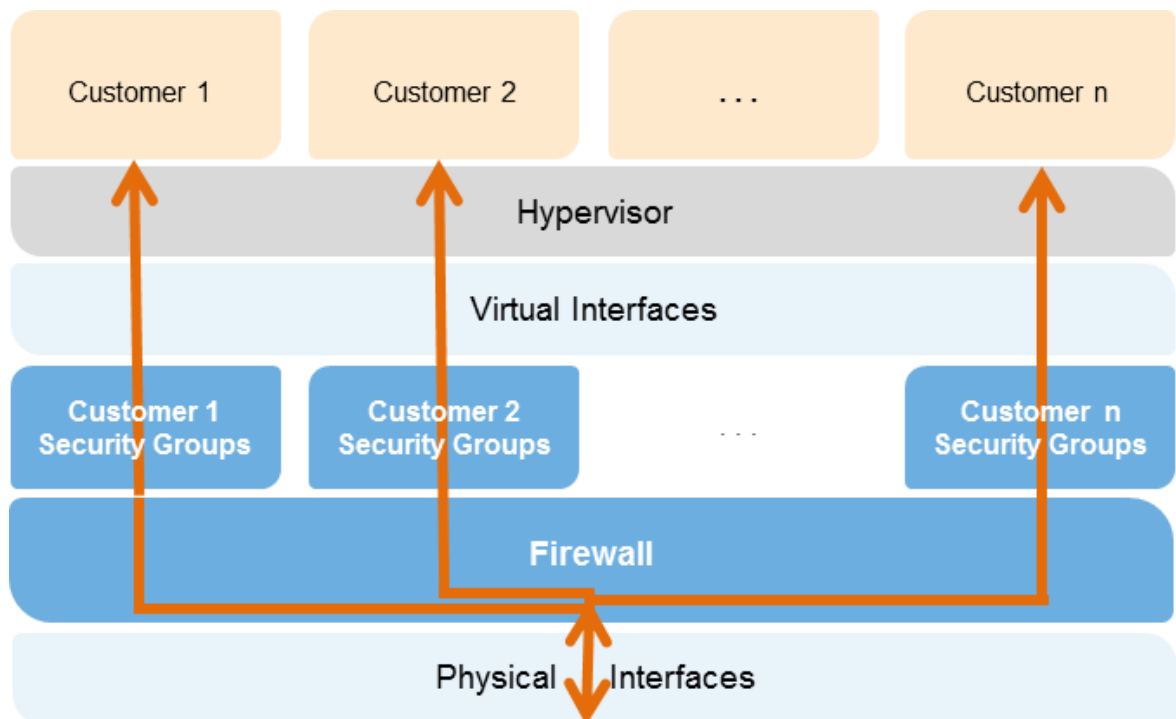 Customer 1
Customer 2
...
Customer n
Hypervisor
Virtual Interfaces
Customer 1
Security Groups
Customer 2
Security Groups
...
Customer n
Security Groups
Firewall
Physical Interfaces